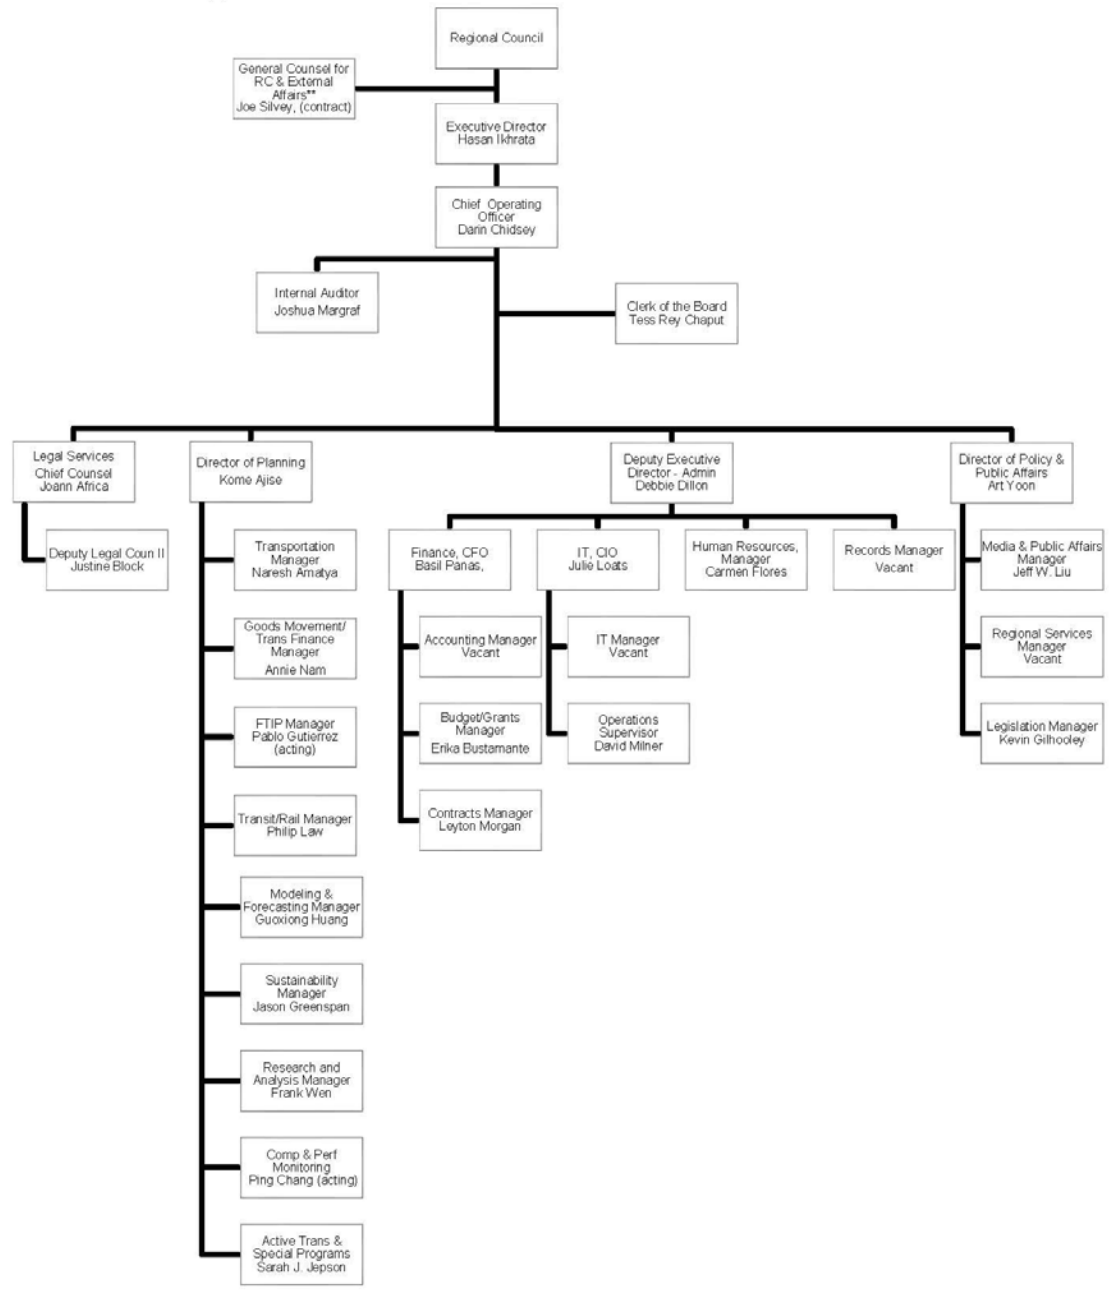 Regional Council
General Counsel for
RC & External
Affairs**
Joe Silvey, (contract)
Executive Director
Hasan Ikhrata
Chief Operating
Officer
Darin Chidsey
Internal Auditor
Joshua Margraf
Clerk of the Board
Tess Rey Chaput
Legal Services
Chief Counsel
Joann Africa
Director of Planning
Kome Ajise
Deputy Executive
Director - Admin
Debbie Dillon
Director of Policy &
Public Affairs
Art Yoon
Deputy Legal Coun II
Justine Block
Transportation
Manager
Naresh Amatya
Goods Movement/
Trans Finance
Manager
Annie Nam
FTIP Manager
Pablo Gutierrez
(acting)
Transit/Rail Manager
Philip Law
Modeling &
Forecasting Manager
Guoxiong Huang
Sustainability
Manager
Jason Greenspan
Research and
Analysis Manager
Frank Wen
Comp & Perf
Monitoring
Ping Chang (acting)
Active Trans &
Special Programs
Sarah J. Jepson
Finance, CFO
Basil Panas,
Accounting Manager
Vacant
Budget/Grants
Manager
Erika Bustamante
Contracts Manager
Leyton Morgan
IT, CIO
Julie Loats
IT Manager
Vacant
Operations
Supervisor
David Milner
Human Resources,
Manager
Carmen Flores
Records Manager
Vacant
Media & Public Affairs
Manager
Jeff W. Liu
Regional Services
Manager
Vacant
Legislation Manager
Kevin Gilhooley